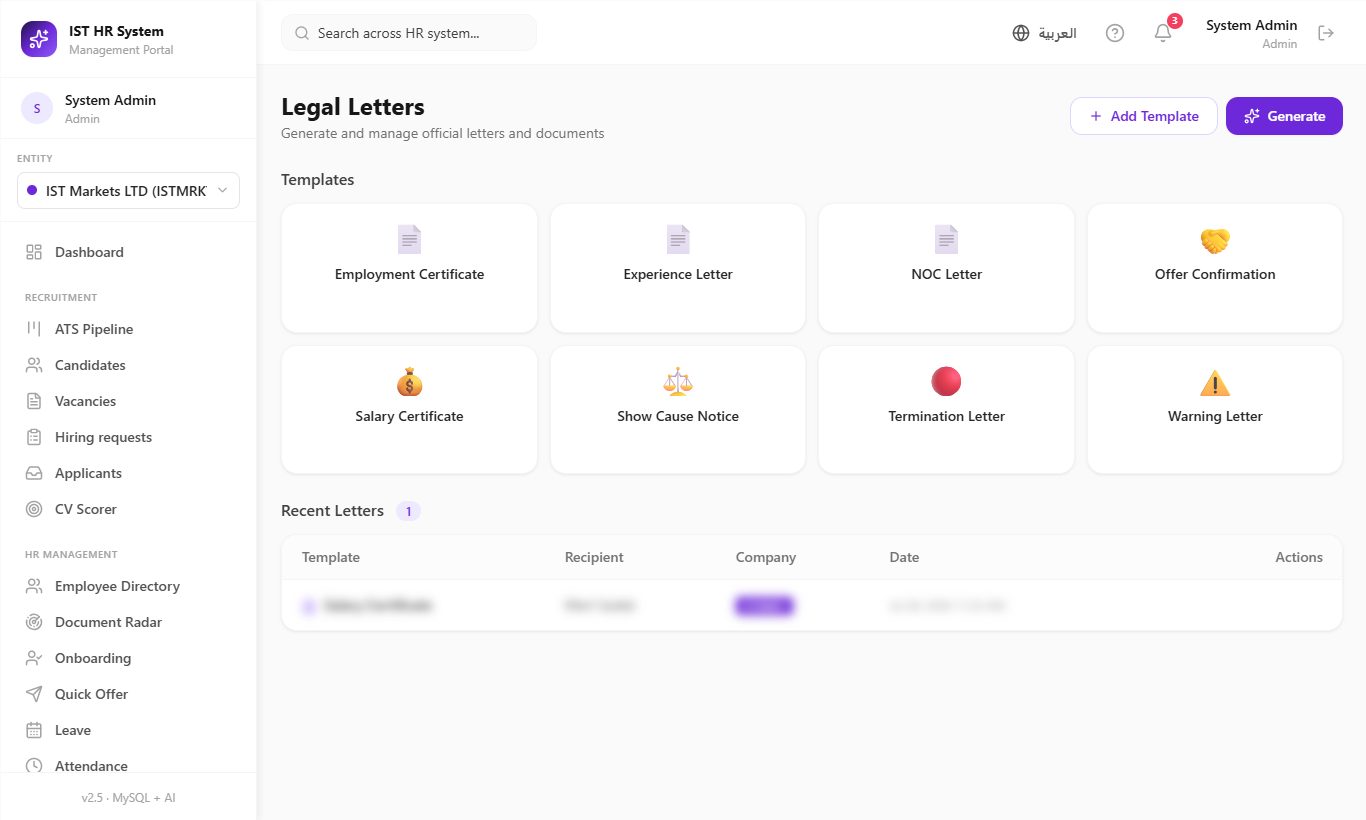 IST HR System
Management Portal
S
System Admin
Admin
ENTITY
IST Markets LTD (ISTMRK
Dashboard
RECRUITMENT
ATS Pipeline
Candidates
Vacancies
Hiring requests
Applicants
CV Scorer
HR MANAGEMENT
Employee Directory
Document Radar
Onboarding
Quick Offer
Leave
Attendance
v2.5 · MySQL + AI
Search across HR system...
العربية
3
System Admin
Admin
Legal Letters
Generate and manage official letters and documents
Add Template
Generate
Templates
Employment Certificate
Experience Letter
NOC Letter
Offer Confirmation
Salary Certificate
Show Cause Notice
Termination Letter
Warning Letter
Recent Letters 1
Template Recipient Company Date Actions